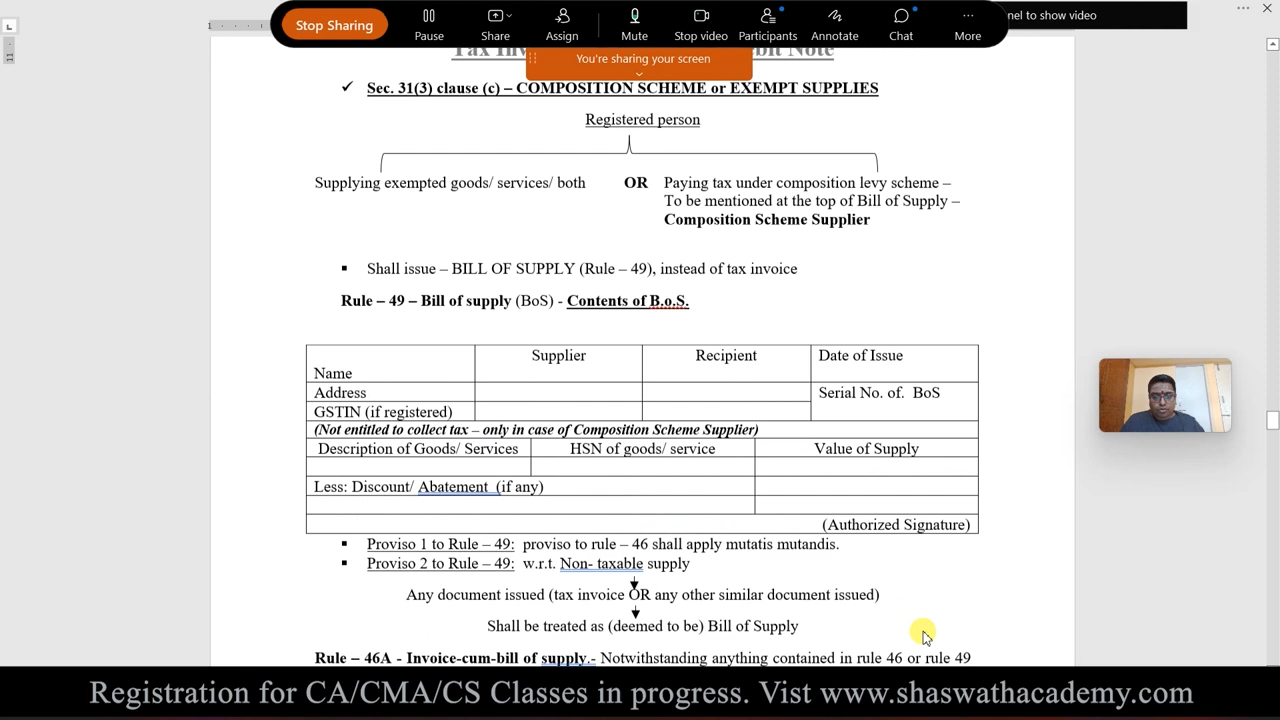 Stop Sharing
Pause
Share
Assign
Mute
Stop video
Participants
Annotate
Chat
More
nel to show video
You're sharing your screen
Tax Invo
bit Note
✓ Sec. 31(3) clause (c) – COMPOSITION SCHEME or EXEMPT SUPPLIES
Registered person
Supplying exempted goods/ services/ both OR Paying tax under composition levy scheme –
To be mentioned at the top of Bill of Supply –
Composition Scheme Supplier
▪ Shall issue – BILL OF SUPPLY (Rule – 49), instead of tax invoice
Rule – 49 – Bill of supply (BoS) - Contents of B.o.S.
Supplier Recipient Date of Issue
Name
Address Serial No. of. BoS
GSTIN (if registered)
(Not entitled to collect tax – only in case of Composition Scheme Supplier)
Description of Goods/ Services HSN of goods/ service Value of Supply
Less: Discount/ Abatement (if any)
(Authorized Signature)
▪ Proviso 1 to Rule – 49: proviso to rule – 46 shall apply mutatis mutandis.
▪ Proviso 2 to Rule – 49: w.r.t. Non- taxable supply
Any document issued (tax invoice OR any other similar document issued)
Shall be treated as (deemed to be) Bill of Supply
Rule – 46A - Invoice-cum-bill of supply.- Notwithstanding anything contained in rule 46 or rule 49
Registration for CA/CMA/CS Classes in progress. Vist www.shaswathacademy.com